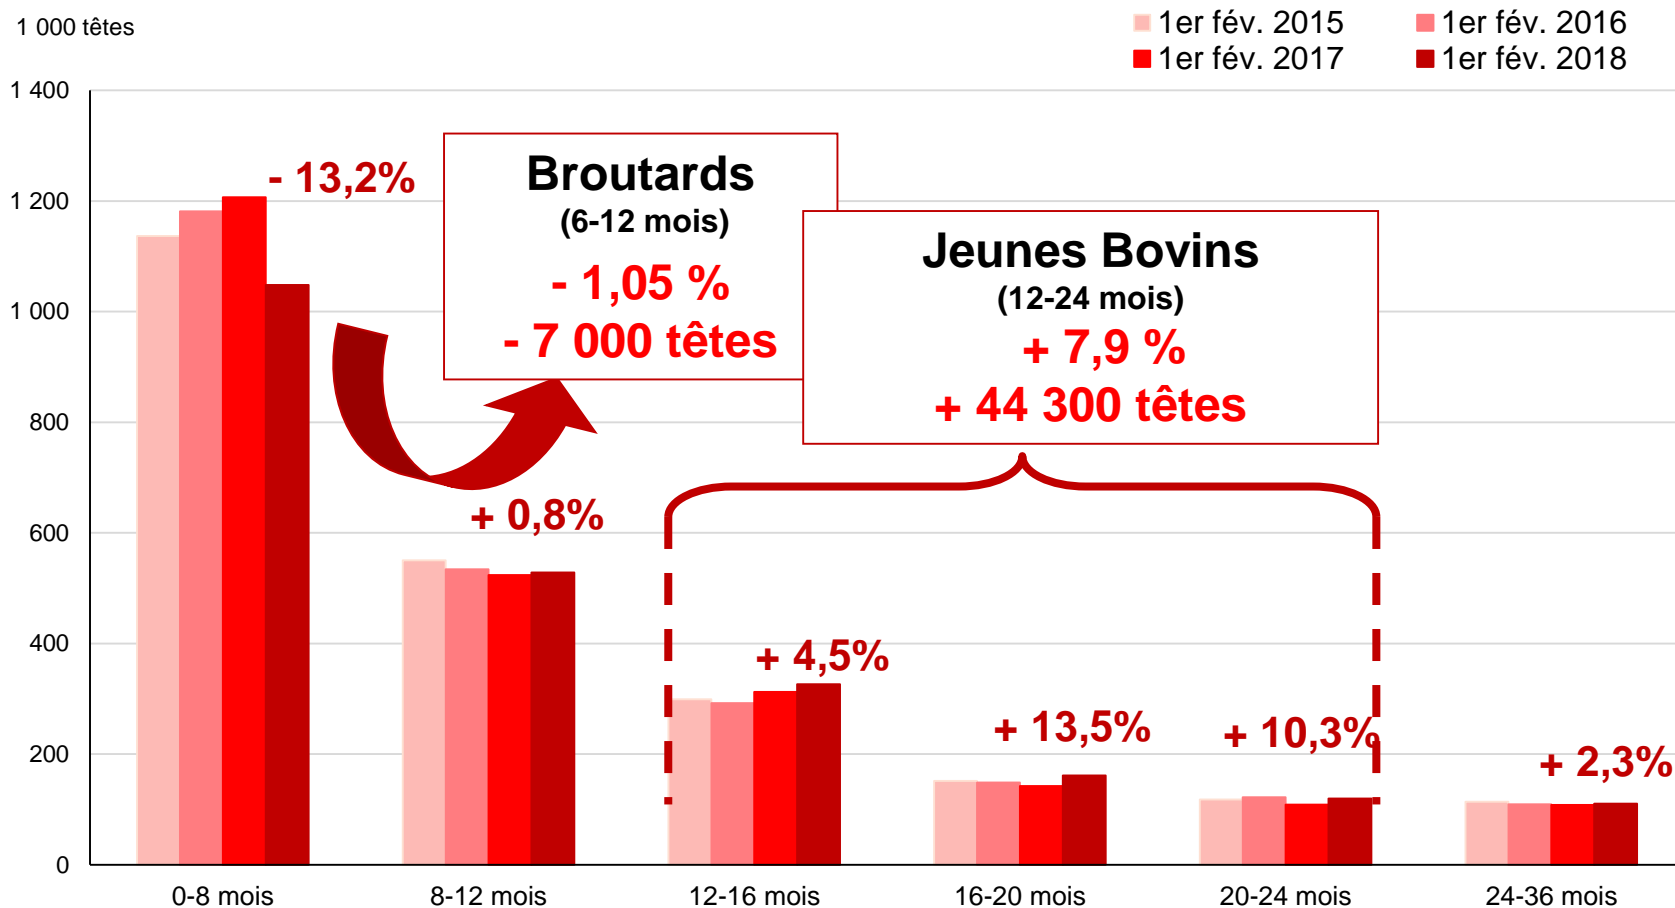 1 000 têtes
1er fév. 2015
1er fév. 2016
1er fév. 2017
1er fév. 2018
1 400
1 200
1 000
800
600
400
200
0
- 13,2%
Broutards
(6-12 mois)
- 1,05 %
- 7 000 têtes
Jeunes Bovins
(12-24 mois)
+ 7,9 %
+ 44 300 têtes
+ 0,8%
+ 4,5%
+ 13,5%
+ 10,3%
+ 2,3%
0-8 mois
8-12 mois
12-16 mois
16-20 mois
20-24 mois
24-36 mois